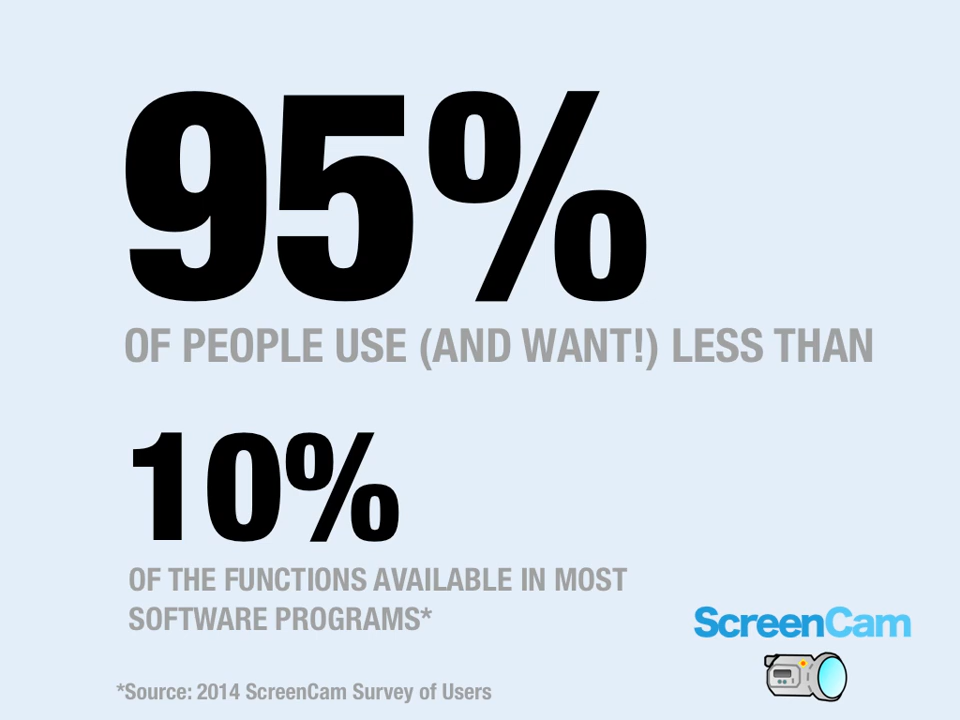 95%
OF PEOPLE USE (AND WANT!) LESS THAN
10%
OF THE FUNCTIONS AVAILABLE IN MOST
SOFTWARE PROGRAMS*
ScreenCam
*Source: 2014 ScreenCam Survey of Users